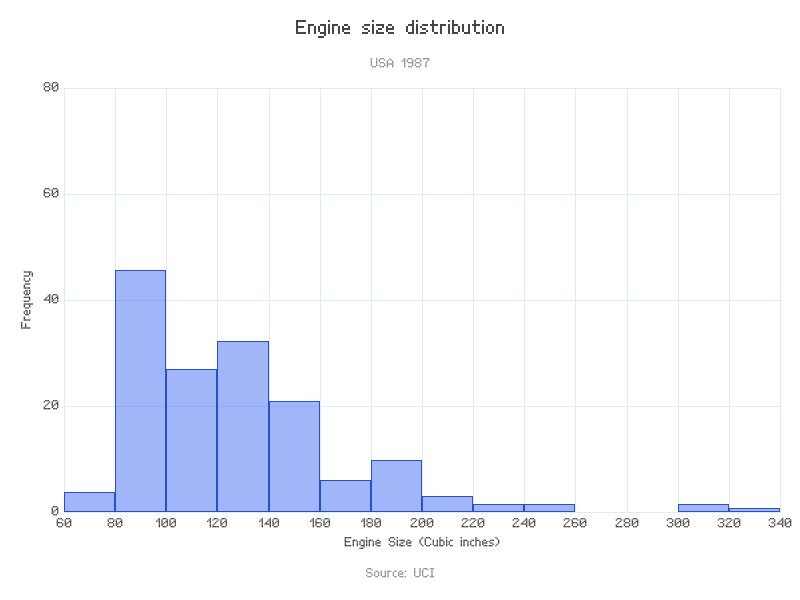 Engine size distribution
USA 1987
80
60
40
20
0
Frequency
60 80 100 120 140 160 180 200 220 240 260 280 300 320 340
Engine Size (Cubic inches)
Source: UCI